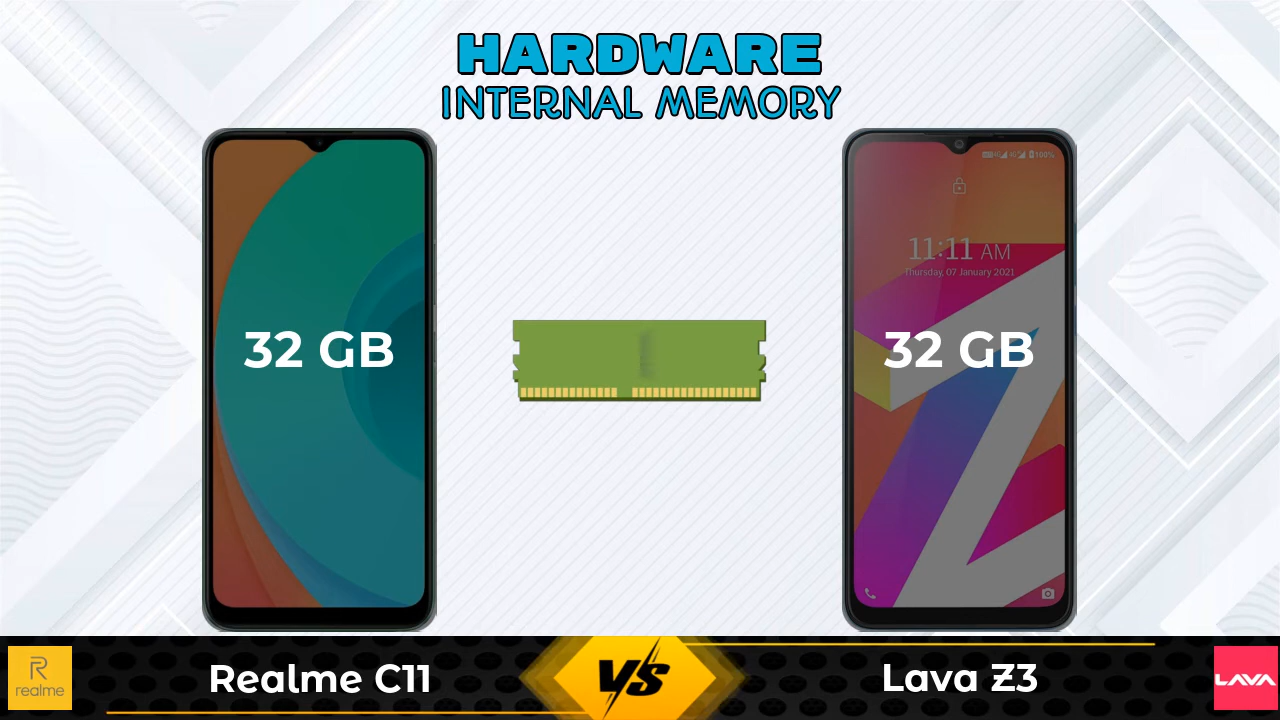 HARDWARE
INTERNAL MEMORY
100%
11:11 AM
Thursday, 07 January 2021
32 GB
32 GB
R
realme
Realme C11
VS
Lava Z3
LAVA